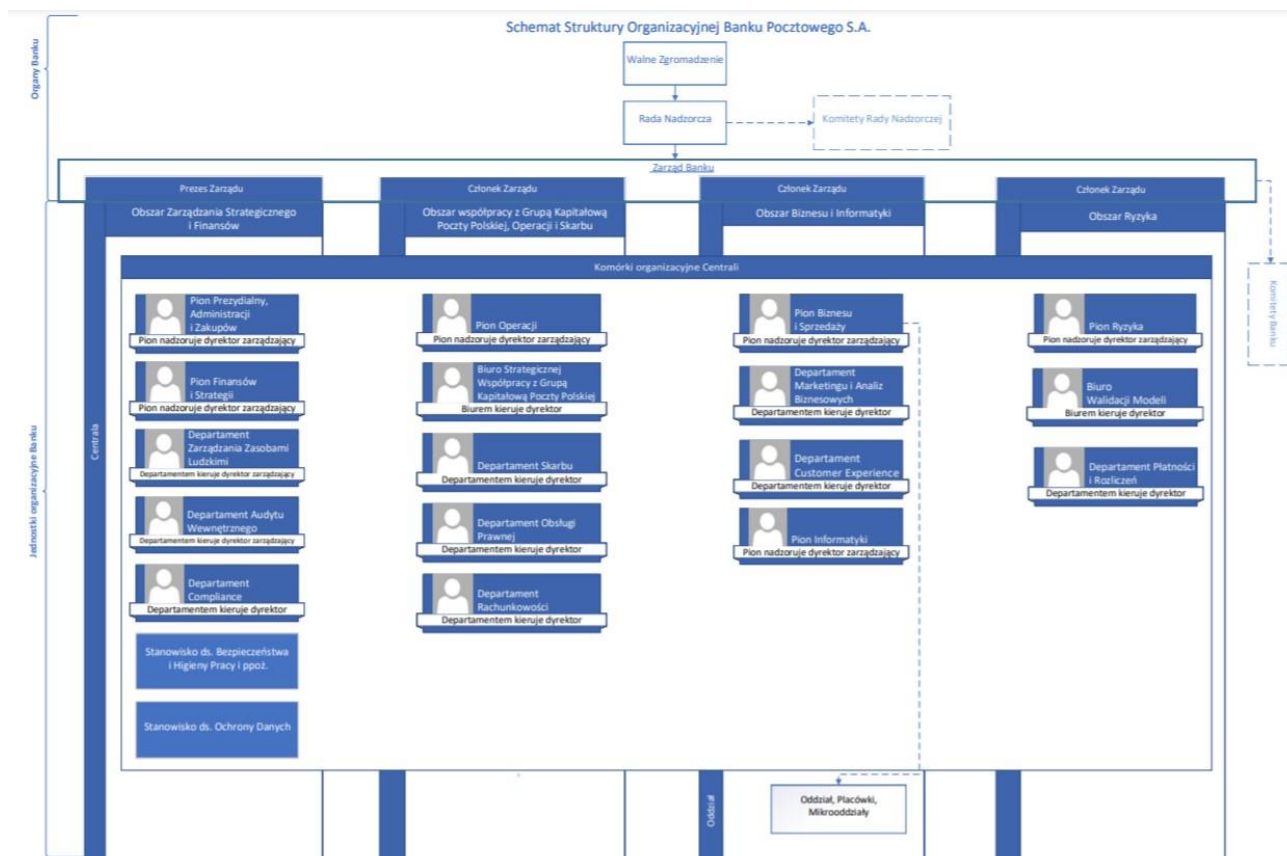 Schemat Struktury Organizacyjnej Banku Pocztowego S.A.
Organy Banku
Walne Zgromadzenie
Rada Nadzorcza
Komitety Rady Nadzorczej
Zarząd Banku
Prezes Zarządu
Członek Zarządu
Członek Zarządu
Członek Zarządu
Obszar Zarządzania Strategicznego
i Finansów
Obszar współpracy z Grupą Kapitałową
Poczty Polskiej, Operacji i Skarbu
Obszar Biznesu i Informatyki
Obszar Ryzyka
Komitety Banku
Jednostki organizacyjne Banku
Centrala
Komórki organizacyjne Centrali
Pion Prezydialny,
Administracji
i Zakupów
Pion nadzoruje dyrektor zarządzający
Pion Finansów
i Strategii
Pion nadzoruje dyrektor zarządzający
Departament
Zarządzania Zasobami
Ludzkimi
Departamentem kieruje dyrektor zarządzający
Departament Audytu
Wewnętrznego
Departamentem kieruje dyrektor zarządzający
Departament
Compliance
Departamentem kieruje dyrektor
Stanowisko ds. Bezpieczeństwa
i Higieny Pracy i ppoż.
Stanowisko ds. Ochrony Danych
Pion Operacji
Pion nadzoruje dyrektor zarządzający
Biuro Strategicznej
Współpracy z Grupą
Kapitałową Poczty Polskiej
Biurem kieruje dyrektor
Departament Skarbu
Departamentem kieruje dyrektor
Departament Obsługi
Prawnej
Departamentem kieruje dyrektor
Departament
Rachunkowości
Departamentem kieruje dyrektor
Pion Biznesu
i Sprzedaży
Pion nadzoruje dyrektor zarządzający
Departament
Marketingu i Analiz
Biznesowych
Departamentem kieruje dyrektor
Departament
Customer Experience
Departamentem kieruje dyrektor
Pion Informatyki
Pion nadzoruje dyrektor zarządzający
Pion Ryzyka
Pion nadzoruje dyrektor zarządzający
Biuro
Walidacji Modeli
Biurem kieruje dyrektor
Departament Płatności
i Rozliczeń
Departamentem kieruje dyrektor
Oddział
Oddział, Placówki,
Mikrooddziały